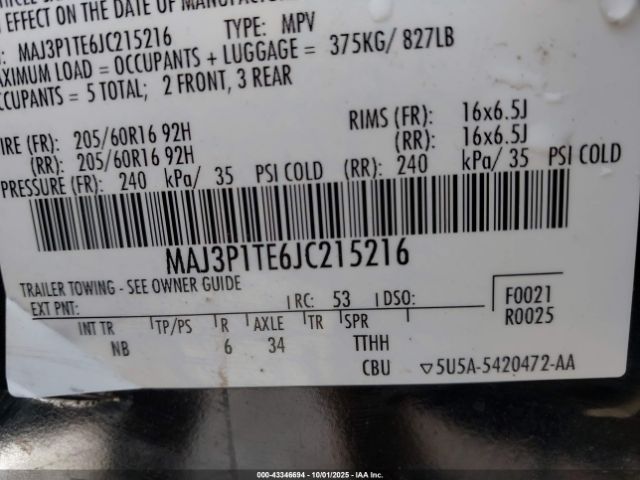 N EFFECT ON THE DATE OF MANUFACTUR
: MAJ3P1TE6JC215216 TYPE: MPV
MAXIMUM LOAD = OCCUPANTS + LUGGAGE = 375KG/ 827LB
OCCUPANTS = 5 TOTAL; 2 FRONT, 3 REAR
IRE (FR): 205/60R16 92H RIMS (FR): 16x6.5J
(RR): 205/60R16 92H (RR): 16x6.5J
PRESSURE (FR): 240 kPa/ 35 PSI COLD (RR): 240 kPa/ 35 PSI COLD
MAJ3P1TE6JC215216
TRAILER TOWING - SEE OWNER GUIDE
EXT PNT: RC: 53 DSO: F0021
R0025
INT TR TP/PS R AXLE TR SPR
NB 6 34 TTHH
CBU ▽5U5A-5420472-AA
000-43346694 - 10/01/2025 - IAA Inc.